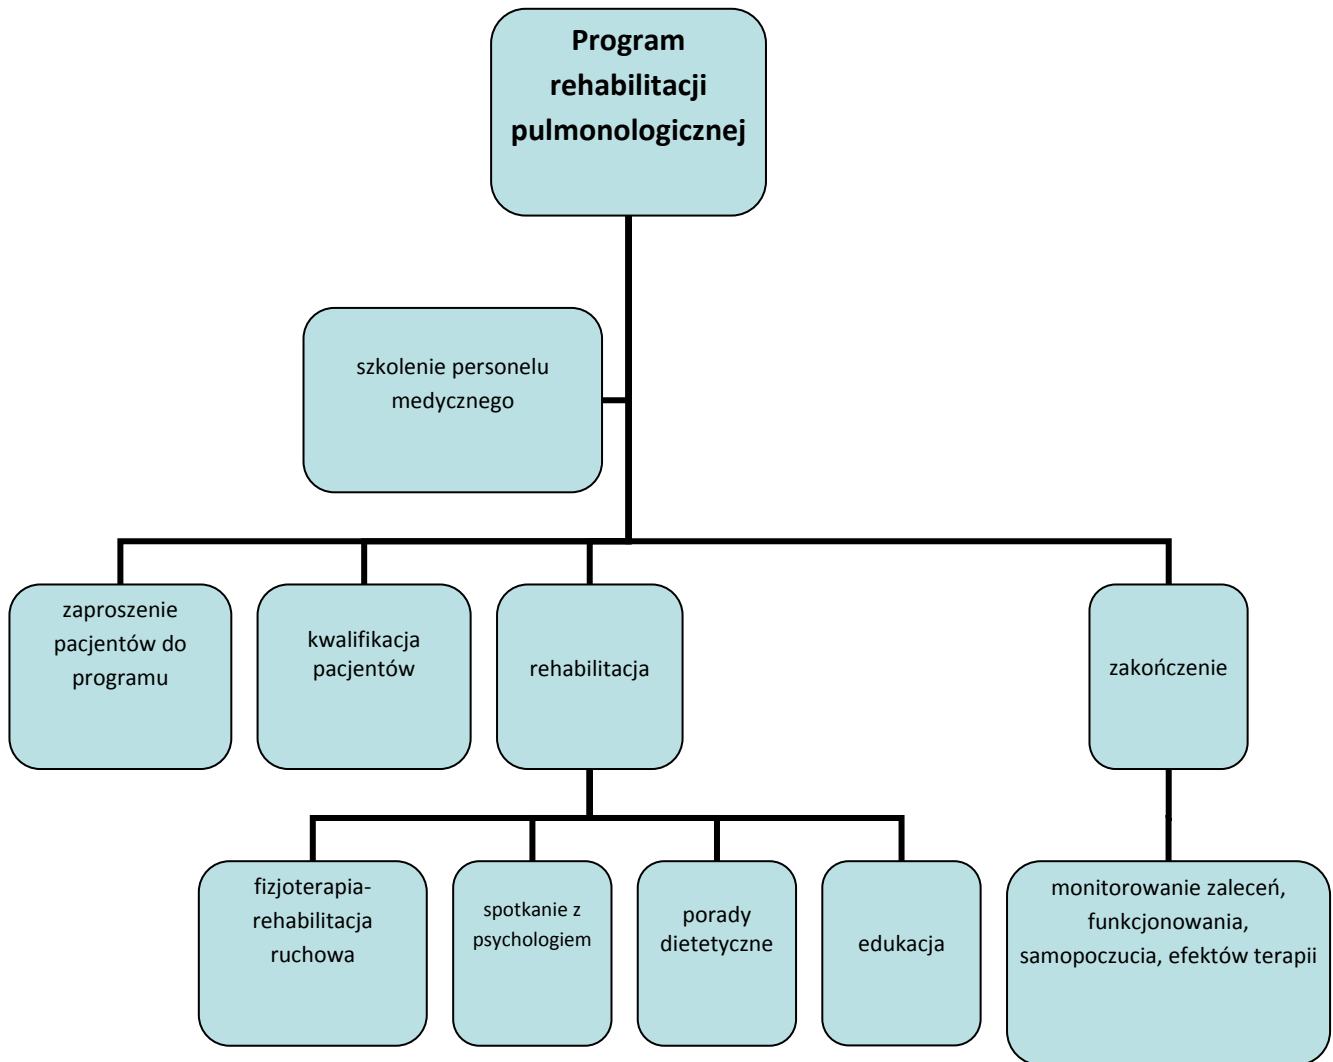 Program
rehabilitacji
pulmonologicznej
szkolenie personelu
medycznego
zaproszenie
pacjentów do
programu
kwalifikacja
pacjentów
rehabilitacja
zakończenie
fizjoterapia-
rehabilitacja
ruchowa
spotkanie z
psychologiem
porady
dietetyczne
edukacja
monitorowanie zaleceń,
funkcjonowania,
samopoczucia, efektów terapii